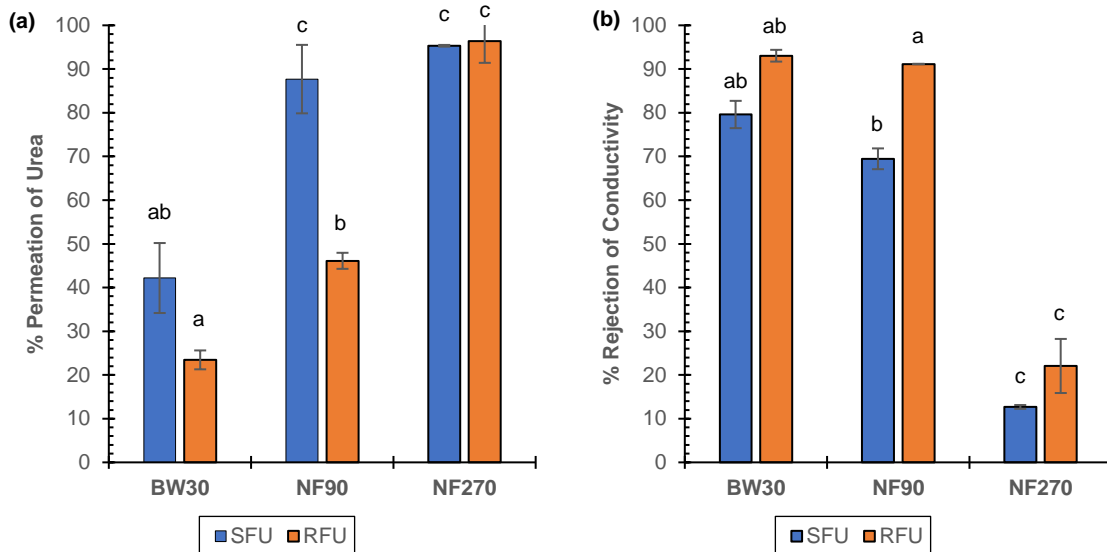 (a)
% Permeation of Urea
100
90
80
70
60
50
40
30
20
10
0
ab
a
c
b
c
c
BW30
NF90
NF270
SFU
RFU
(b)
% Rejection of Conductivity
100
90
80
70
60
50
40
30
20
10
0
ab
ab
b
a
c
c
BW30
NF90
NF270
SFU
RFU